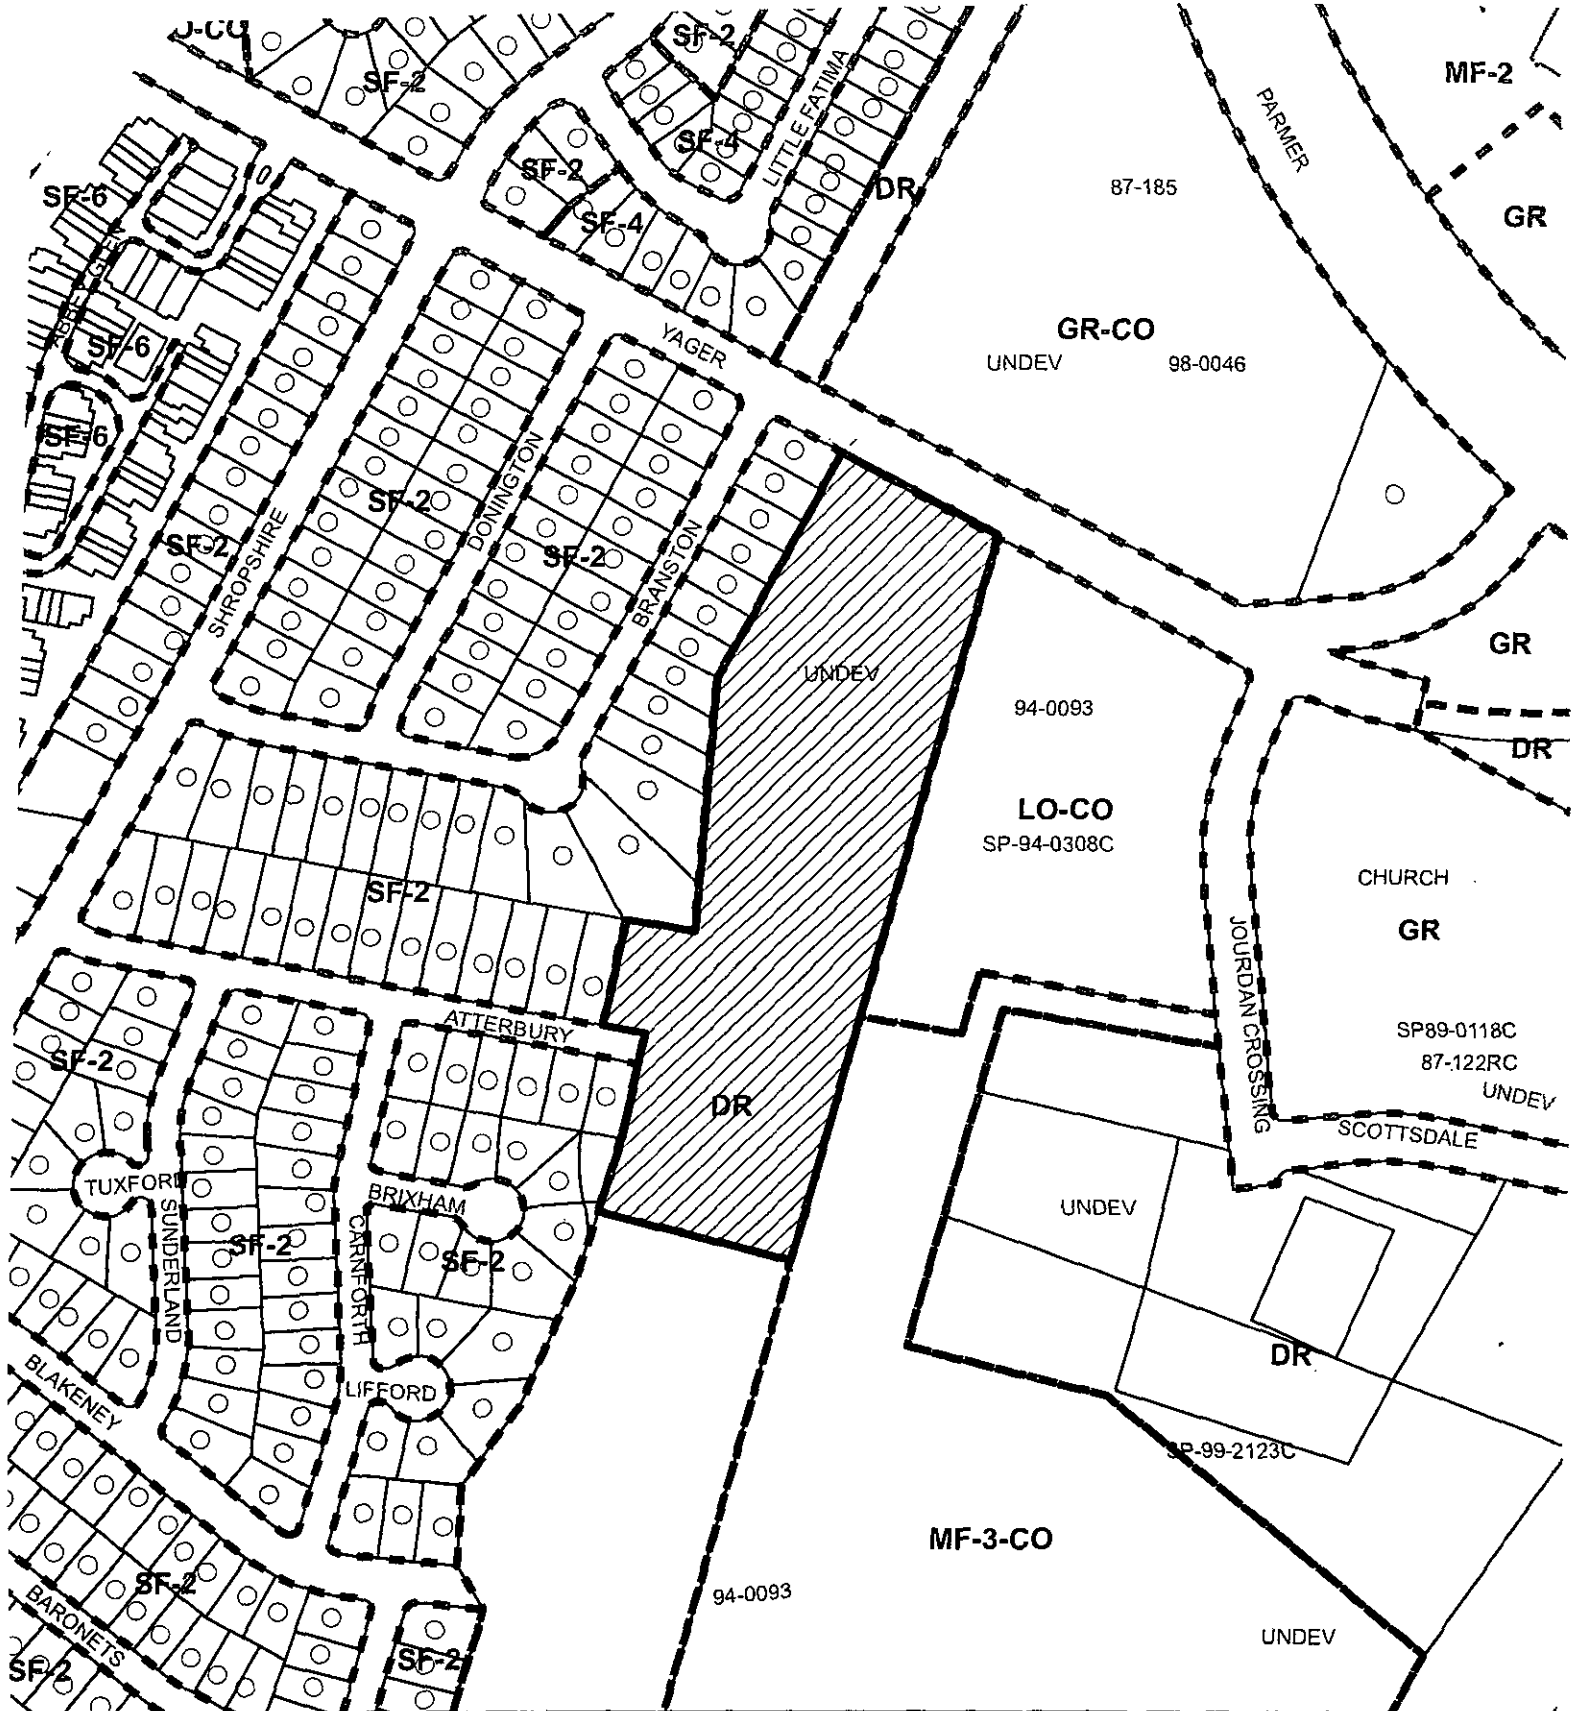 SF-2
SF-2
MF-2
PARMER
LITTLE FATIMA
SF-4
SF-2
DR
87-185
SF-6
SF-4
GR
YAGER
GR-CO
SF-6
UNDEV
98-0046
SF-6
DONINGTON
SF-2
SHROPSHIRE
BRANSTON
SF-2
SF-2
GR
UNDEV
94-0093
DR
LO-CO
SP-94-0308C
CHURCH
SF-2
GR
JOURDAN CROSSING
ATTERBURY
SP89-0118C
SF-2
87-122RC
UNDEV
DR
SCOTTSDALE
TUXFORD
BRIXHAM
UNDEV
SUNDERLAND
CARNFORTH
SF-2
SF-2
DR
BLAKENEY
LIFFORD
SP-99-2123C
MF-3-CO
SF-2
94-0093
BARONETS
UNDEV
SF-2
SF-2